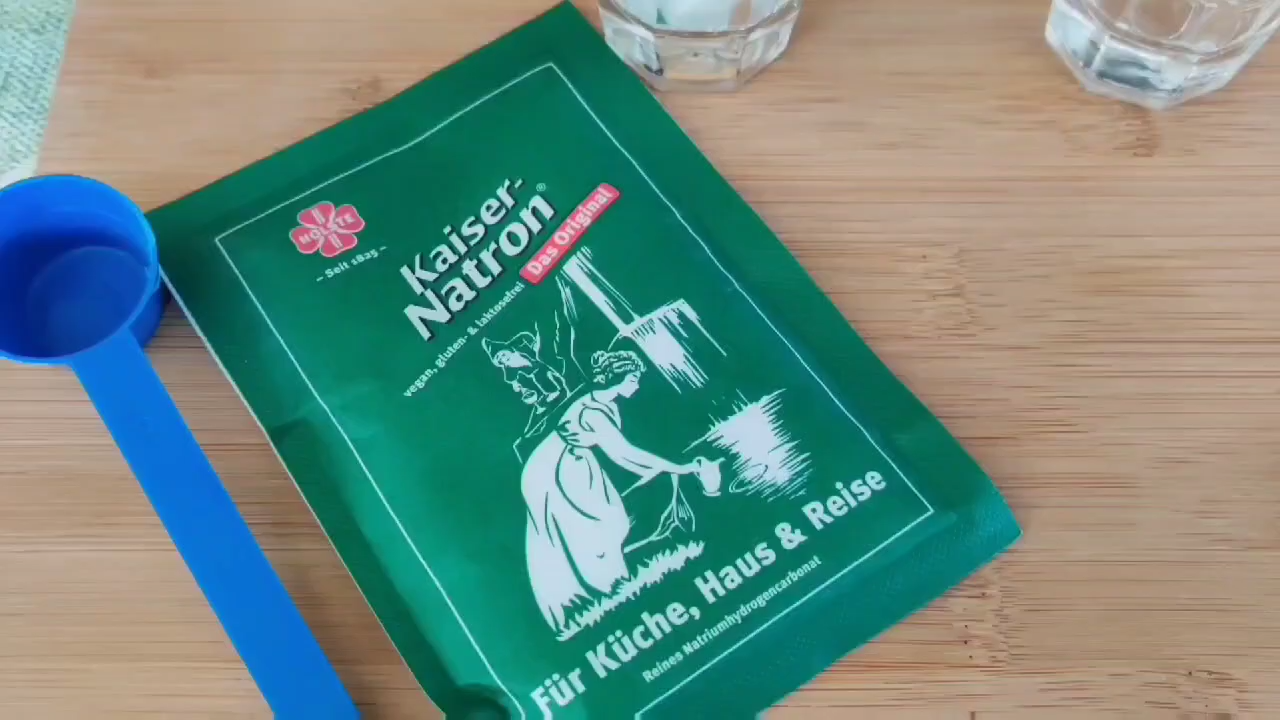 HOLSTE
– Seit 1825 –
Kaiser-
Natron®
Das Original
vegan, gluten- & laktosefrei
Für Küche, Haus & Reise
Reines Natriumhydrogencarbonat